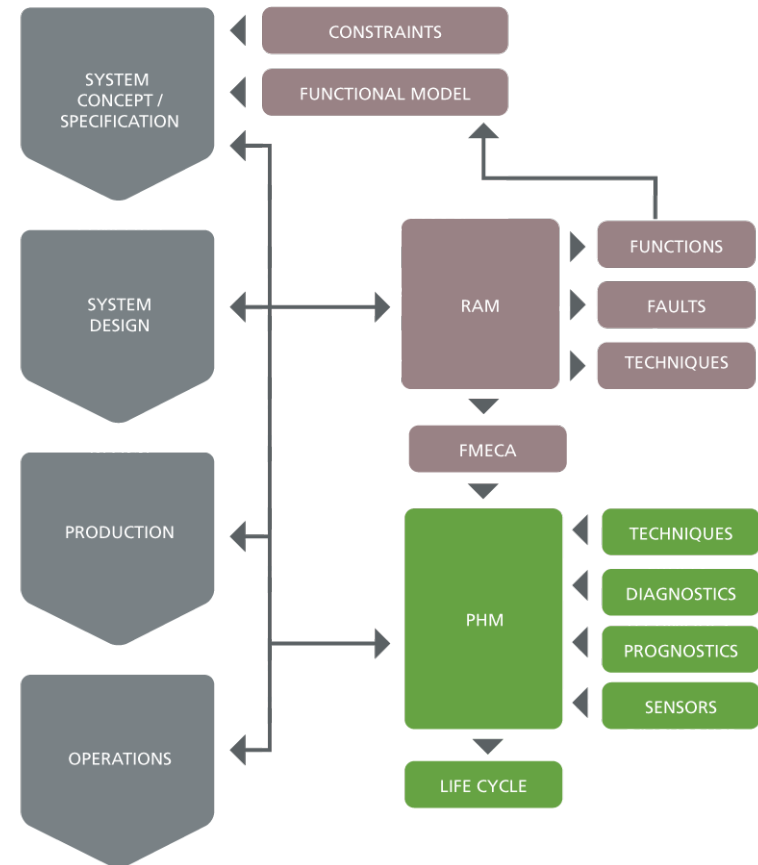 CONSTRAINTS
FUNCTIONAL MODEL
SYSTEM
CONCEPT /
SPECIFICATION
SYSTEM
DESIGN
RAM
FUNCTIONS
FAULTS
TECHNIQUES
FMECA
PRODUCTION
PHM
TECHNIQUES
DIAGNOSTICS
PROGNOSTICS
SENSORS
OPERATIONS
LIFE CYCLE